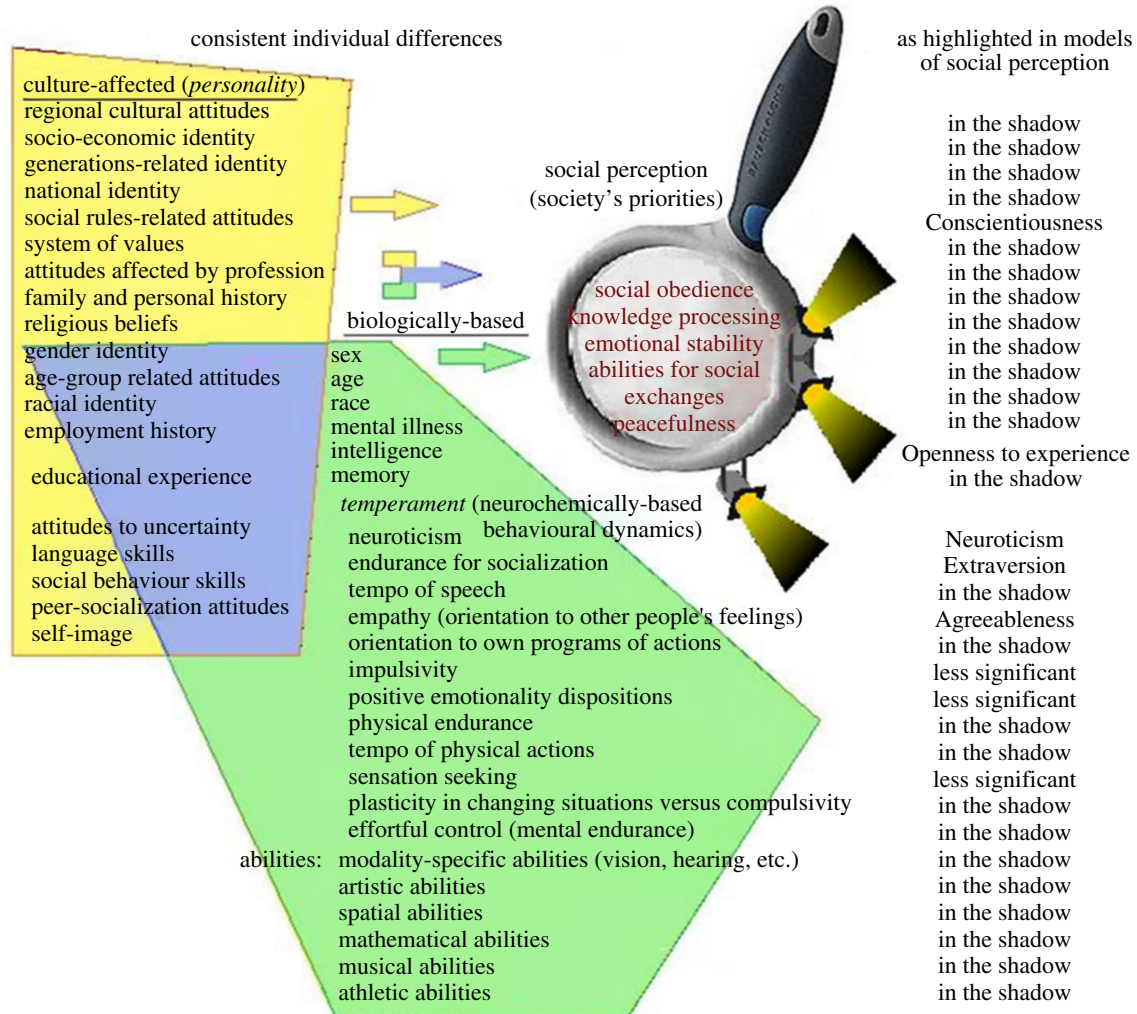 consistent individual differences
as highlighted in models
of social perception
culture-affected (personality)
regional cultural attitudes
socio-economic identity
generations-related identity
national identity
social rules-related attitudes
system of values
attitudes affected by profession
family and personal history
religious beliefs
gender identity
age-group related attitudes
racial identity
employment history
educational experience
attitudes to uncertainty
language skills
social behaviour skills
peer-socialization attitudes
self-image
biologically-based
sex
age
race
mental illness
intelligence
memory
temperament (neurochemically-based
behavioural dynamics)
neuroticism
endurance for socialization
tempo of speech
empathy (orientation to other people's feelings)
orientation to own programs of actions
impulsivity
positive emotionality dispositions
physical endurance
tempo of physical actions
sensation seeking
plasticity in changing situations versus compulsivity
effortful control (mental endurance)
abilities: modality-specific abilities (vision, hearing, etc.)
artistic abilities
spatial abilities
mathematical abilities
musical abilities
athletic abilities
social perception
(society's priorities)
social obedience
knowledge processing
emotional stability
abilities for social
exchanges
peacefulness
in the shadow
in the shadow
in the shadow
in the shadow
Conscientiousness
in the shadow
in the shadow
in the shadow
in the shadow
in the shadow
in the shadow
in the shadow
in the shadow
Openness to experience
in the shadow
Neuroticism
Extraversion
in the shadow
Agreeableness
in the shadow
less significant
less significant
in the shadow
in the shadow
less significant
in the shadow
in the shadow
in the shadow
in the shadow
in the shadow
in the shadow
in the shadow
in the shadow